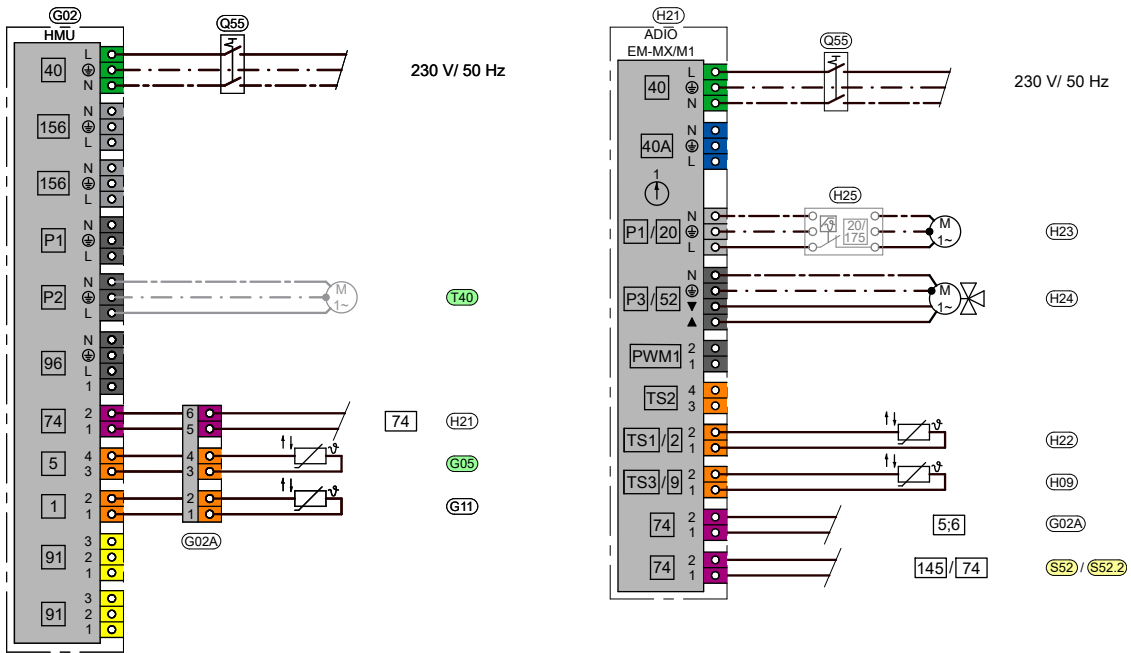 G02
HMU
40
L
N
Q55
230 V/ 50 Hz
156
N
L
156
N
L
P1
N
L
P2
N
L
M
1~
T40
96
N
L
1
74
2
1
6
5
74
H21
5
4
3
4
3
ϑ
G05
1
2
1
2
1
ϑ
G11
G02A
91
3
2
1
91
3
2
1
H21
ADIO
EM-MX/M1
40
L
N
Q55
230 V/ 50 Hz
40A
N
L
1
P1/20
N
L
H25
ϑ
20/
175
M
1~
H23
P3/52
N
▼
▲
M
1~
H24
PWM1
2
1
TS2
4
3
TS1/2
2
1
ϑ
H22
TS3/9
2
1
ϑ
H09
74
2
1
5;6
G02A
74
2
1
145/74
S52 / S52.2